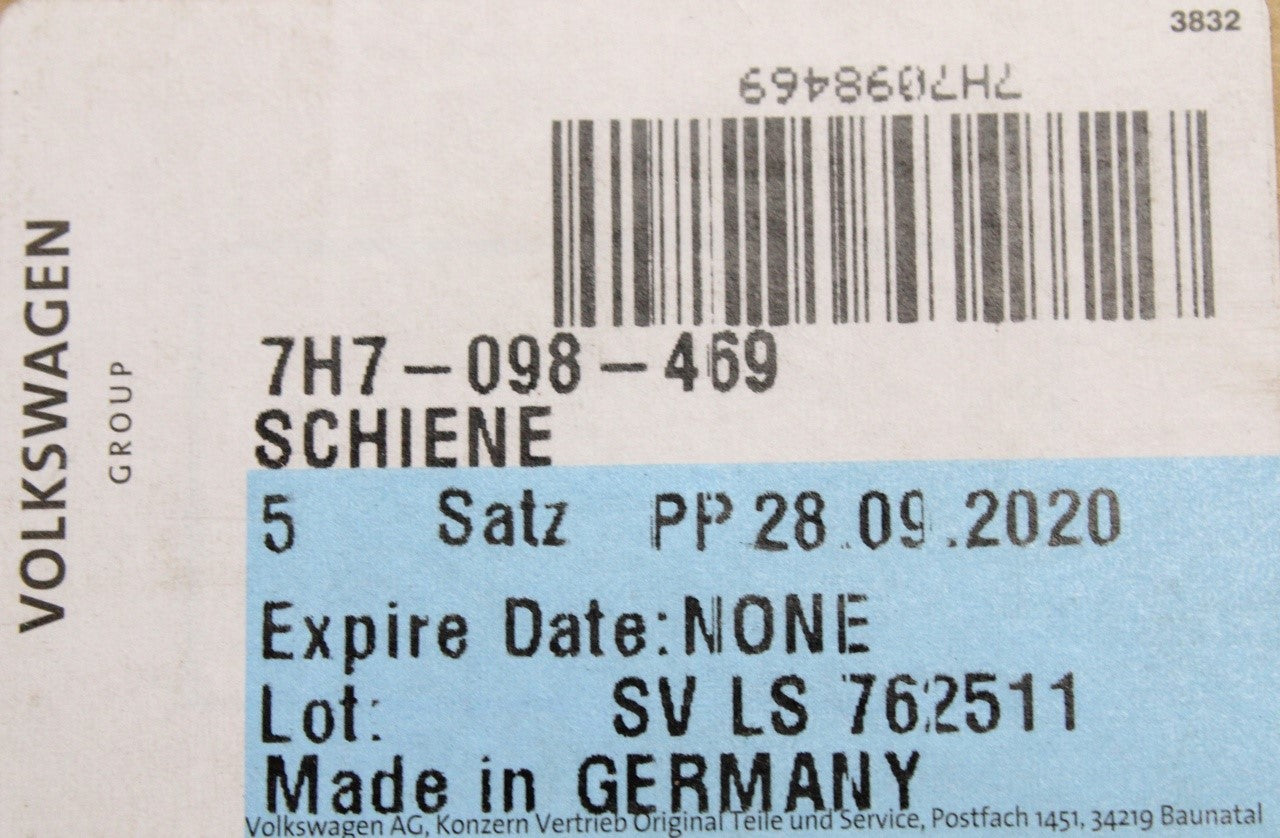 3832
7H7098469
7H7-098-469
SCHIENE
5 Satz PP 28.09.2020
Expire Date:NONE
Lot: SV LS 762511
Made in GERMANY
Volkswagen AG, Konzern Vertrieb Original Teile und Service, Postfach 1451, 34219 Baunatal
VOLKSWAGEN
GROUP